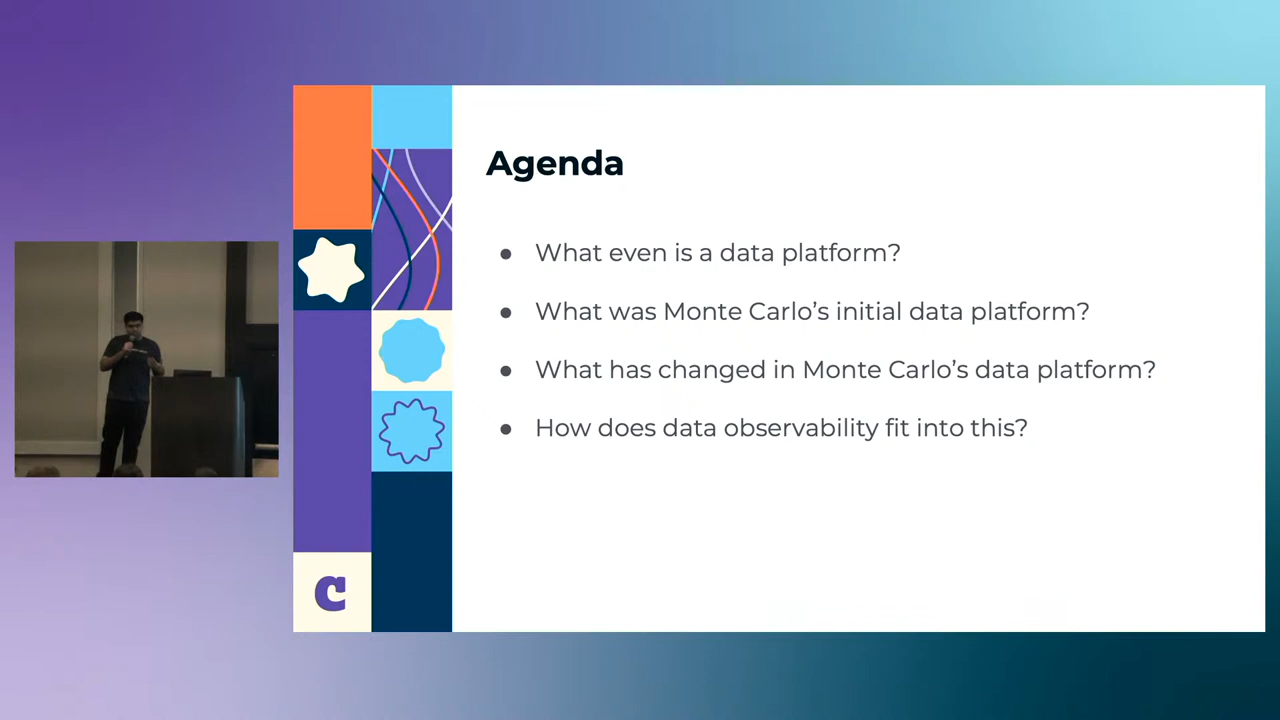 Agenda
● What even is a data platform?
● What was Monte Carlo’s initial data platform?
● What has changed in Monte Carlo’s data platform?
● How does data observability fit into this?
C